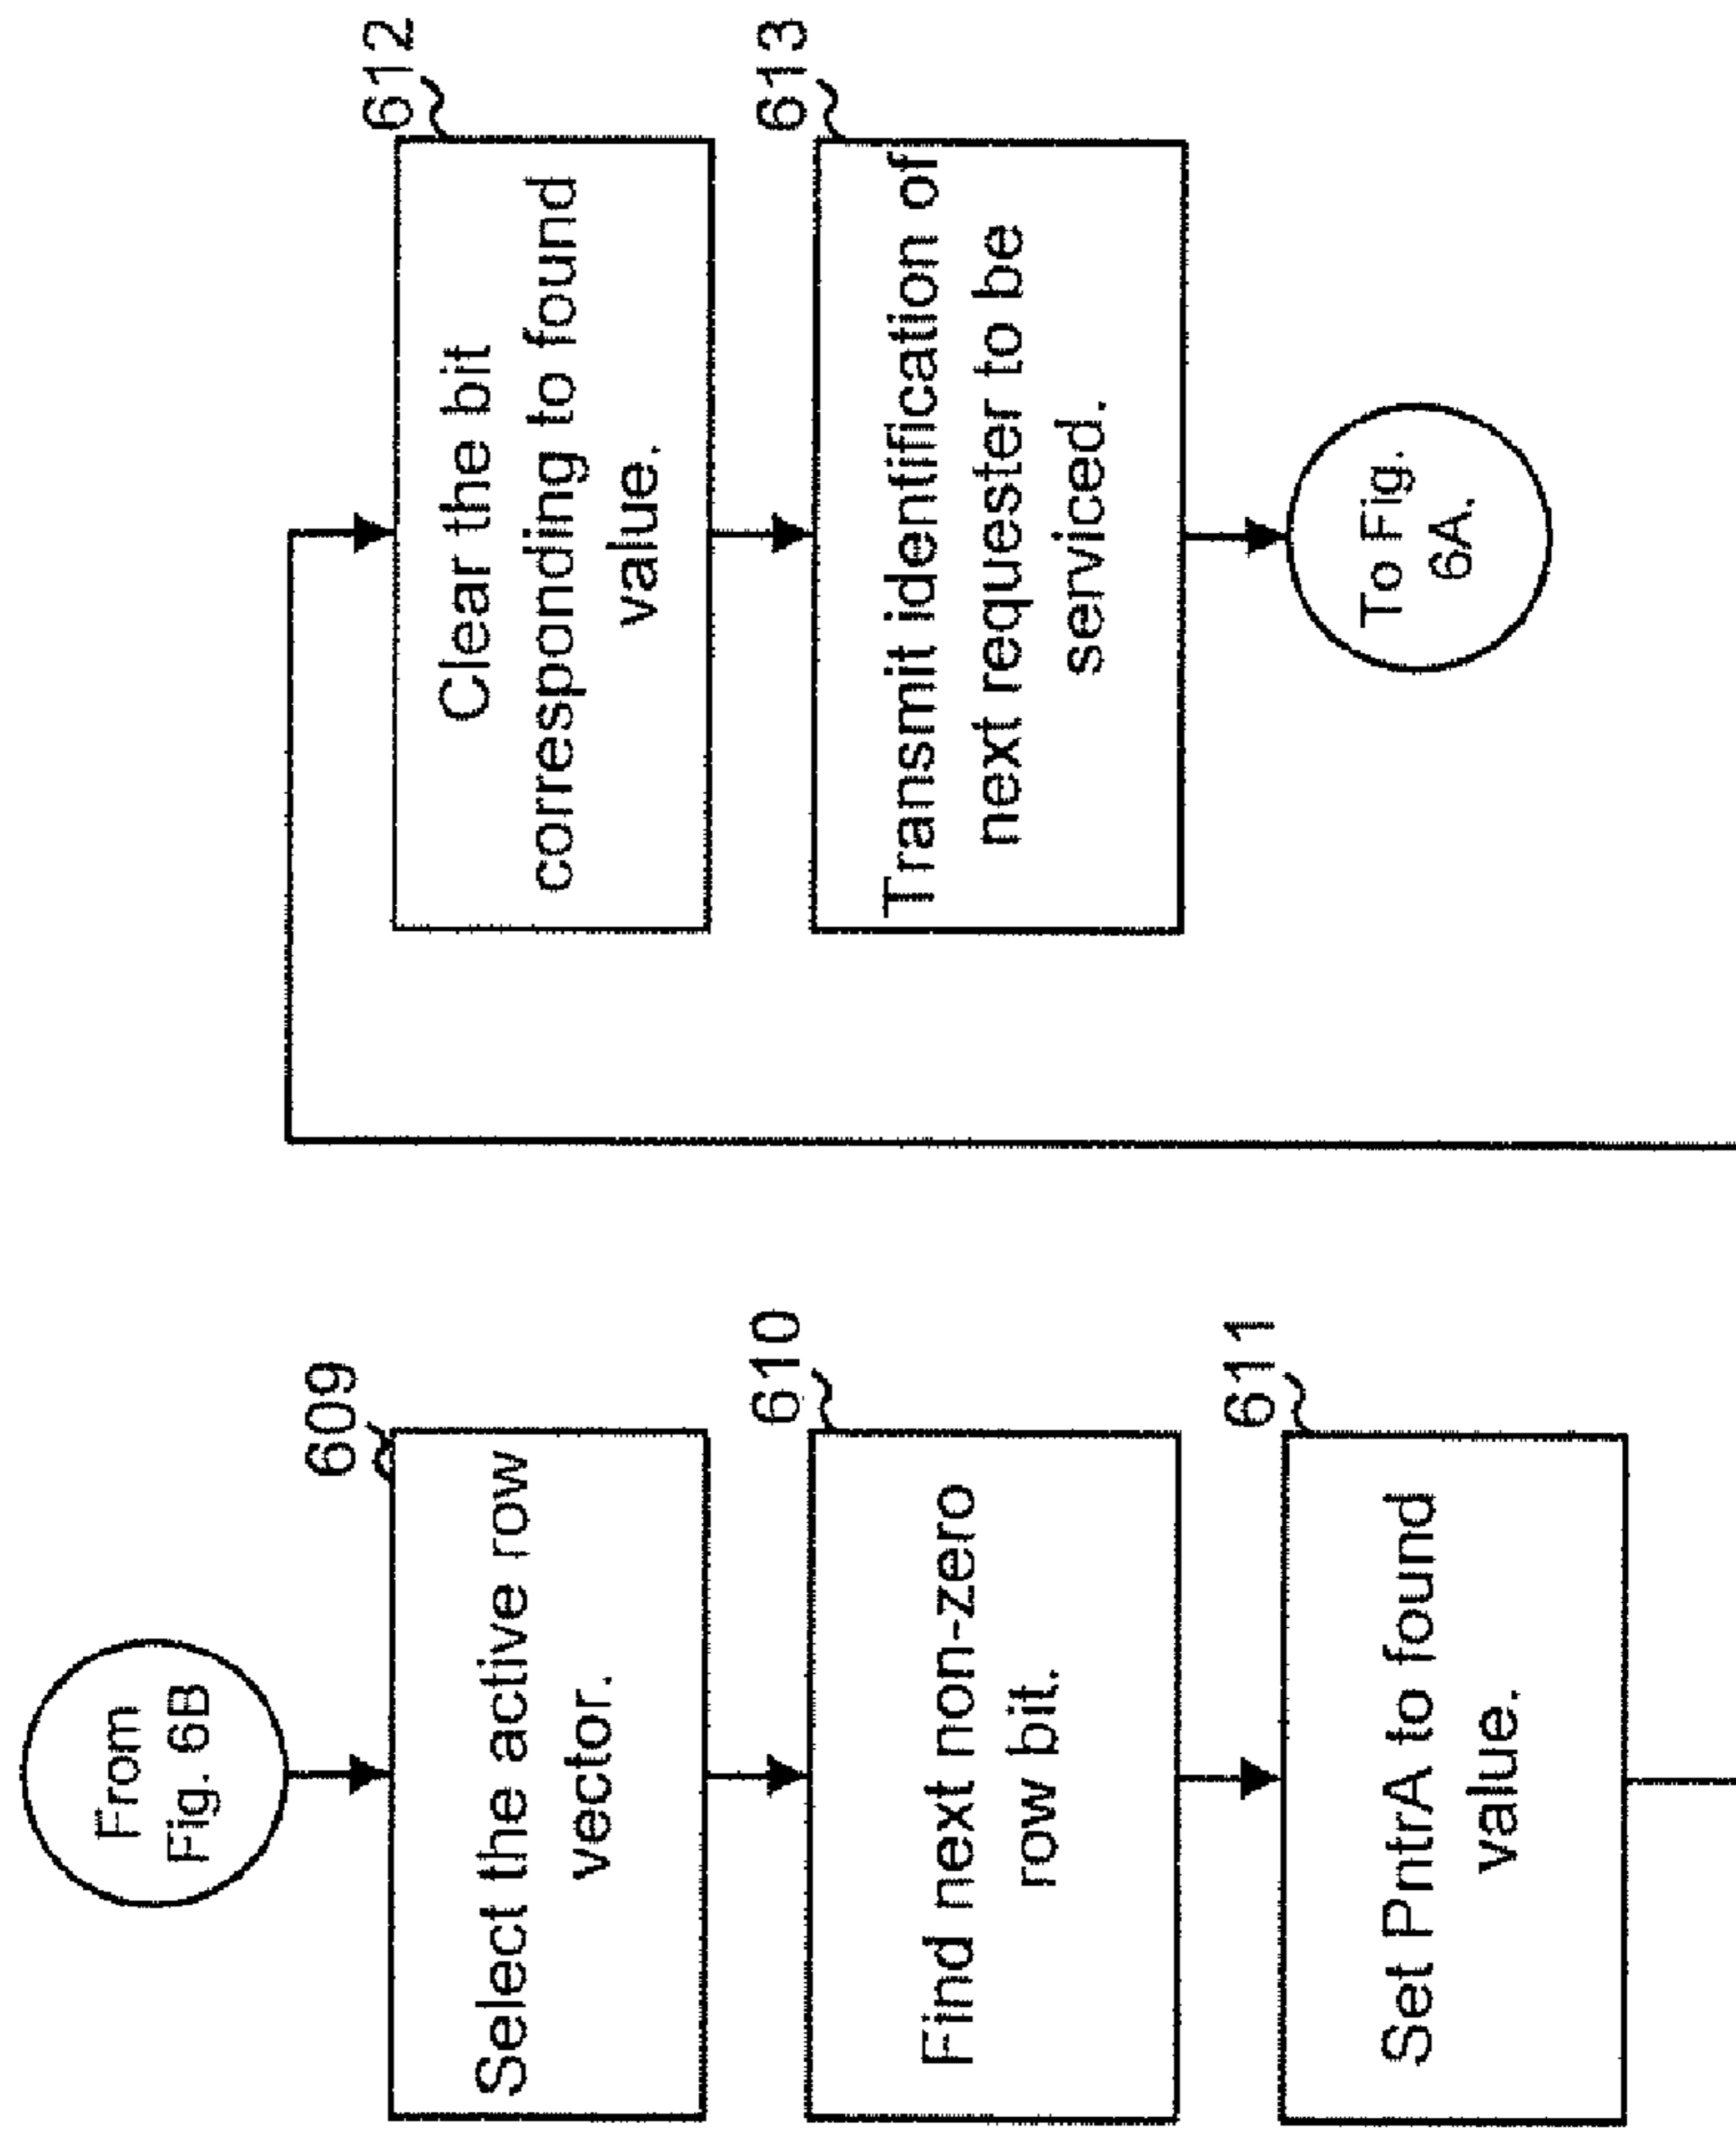 From
Fig. 6B
609
Select the active row
vector.
610
Find next non-zero
row bit.
611
Set PntrA to found
value.
612
Clear the bit
corresponding to found
value.
613
Transmit identification of
next requester to be
serviced.
To Fig.
6A.